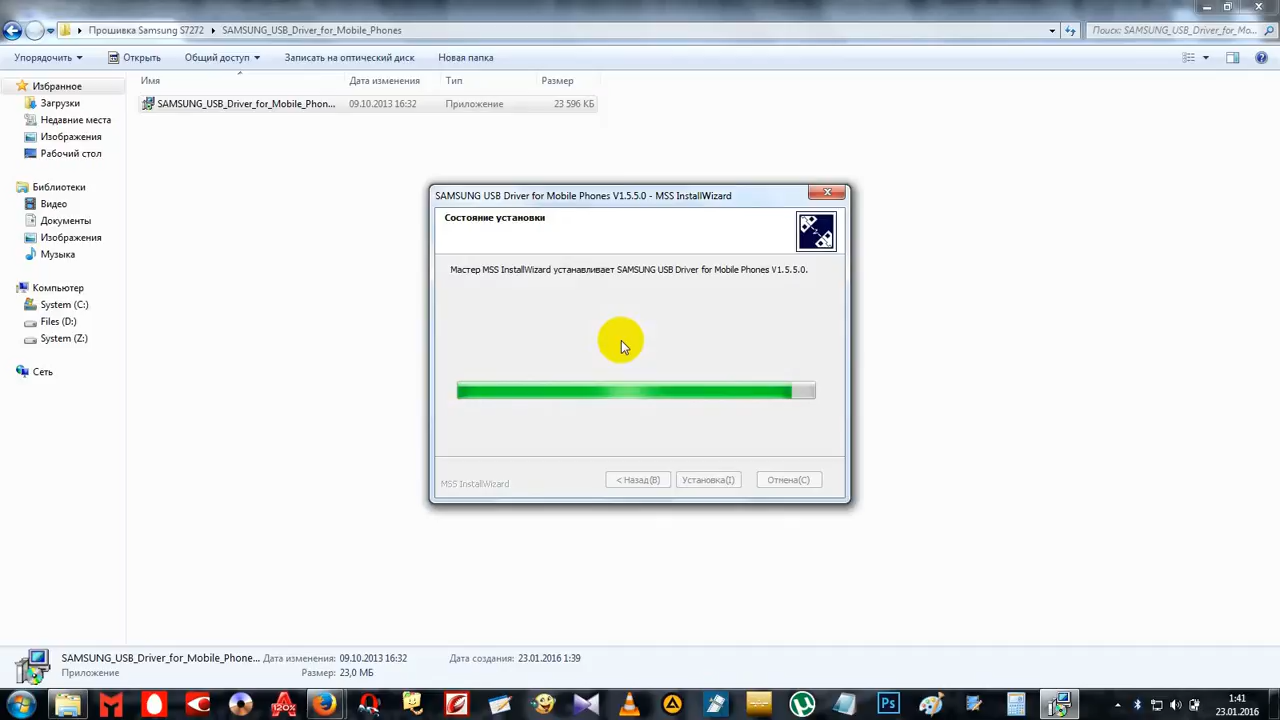 Прошивка Samsung S7272
SAMSUNG_USB_Driver_for_Mobile_Phones
Поиск: SAMSUNG_USB_Driver_for_Mo...
Упорядочить
Открыть
Общий доступ
Записать на оптический диск
Новая папка
Имя
Дата изменения
Тип
Размер
SAMSUNG_USB_Driver_for_Mobile_Phon...
09.10.2013 16:32
Приложение
23 596 КБ
Избранное
Загрузки
Недавние места
Изображения
Рабочий стол
Библиотеки
Видео
Документы
Изображения
Музыка
Компьютер
System (C:)
Files (D:)
System (Z:)
Сеть
SAMSUNG USB Driver for Mobile Phones V1.5.5.0 - MSS InstallWizard
Состояние установки
Мастер MSS InstallWizard устанавливает SAMSUNG USB Driver for Mobile Phones V1.5.5.0.
MSS InstallWizard
< Назад(B)
Установка(I)
Отмена(C)
SAMSUNG_USB_Driver_for_Mobile_Phone...
Дата изменения: 09.10.2013 16:32
Дата создания: 23.01.2016 1:39
Приложение
Размер: 23,0 МБ
120%
Ps
1:41
23.01.2016